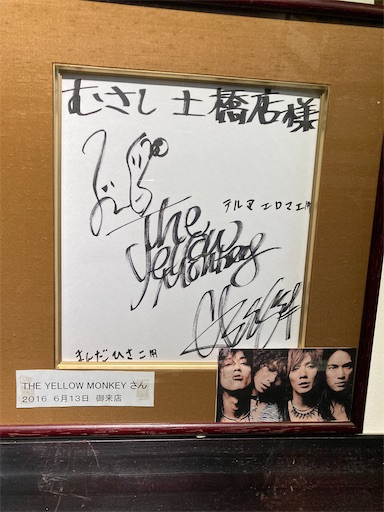 むさし 土橋店様
テルマ エロマエ用
The
Yellow
Monkey
まんだひさこ用
THE YELLOW MONKEY さん
2016. 6月13日 御来店